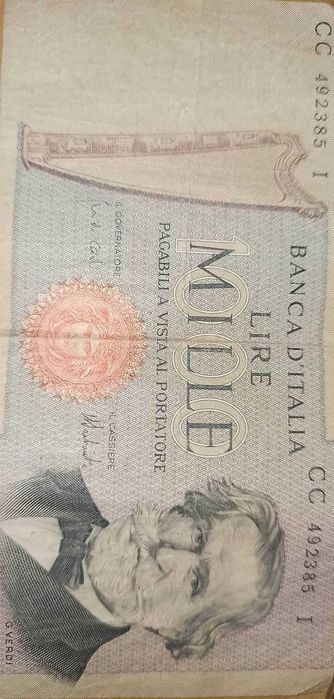 CC 492385 I
BANCA D'ITALIA
CC 492385 I
LIRE
1000
MILLE
PAGABILI A VISTA AL PORTATORE
IL GOVERNATORE
IL CASSIERE
G.VERDI